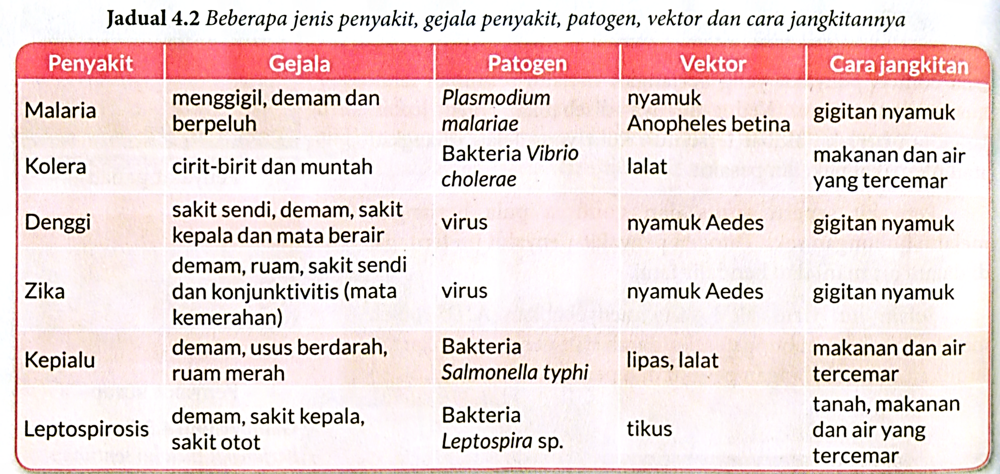 Jadual 4.2 Beberapa jenis penyakit, gejala penyakit, patogen, vektor dan cara jangkitannya
Penyakit Gejala Patogen Vektor Cara jangkitan
Malaria
menggigil, demam dan
berpeluh
Plasmodium
malariae
nyamuk
Anopheles betina
gigitan nyamuk
Kolera
cirit-birit dan muntah
Bakteria Vibrio
cholerae
lalat
makanan dan air
yang tercemar
Denggi
sakit sendi, demam, sakit
kepala dan mata berair
virus
nyamuk Aedes
gigitan nyamuk
Zika
demam, ruam, sakit sendi
dan konjunktivitis (mata
kemerahan)
virus
nyamuk Aedes
gigitan nyamuk
Kepialu
demam, usus berdarah,
ruam merah
Bakteria
Salmonella typhi
lipas, lalat
makanan dan air
tercemar
Leptospirosis
demam, sakit kepala,
sakit otot
Bakteria
Leptospira sp.
tikus
tanah, makanan
dan air yang
tercemar